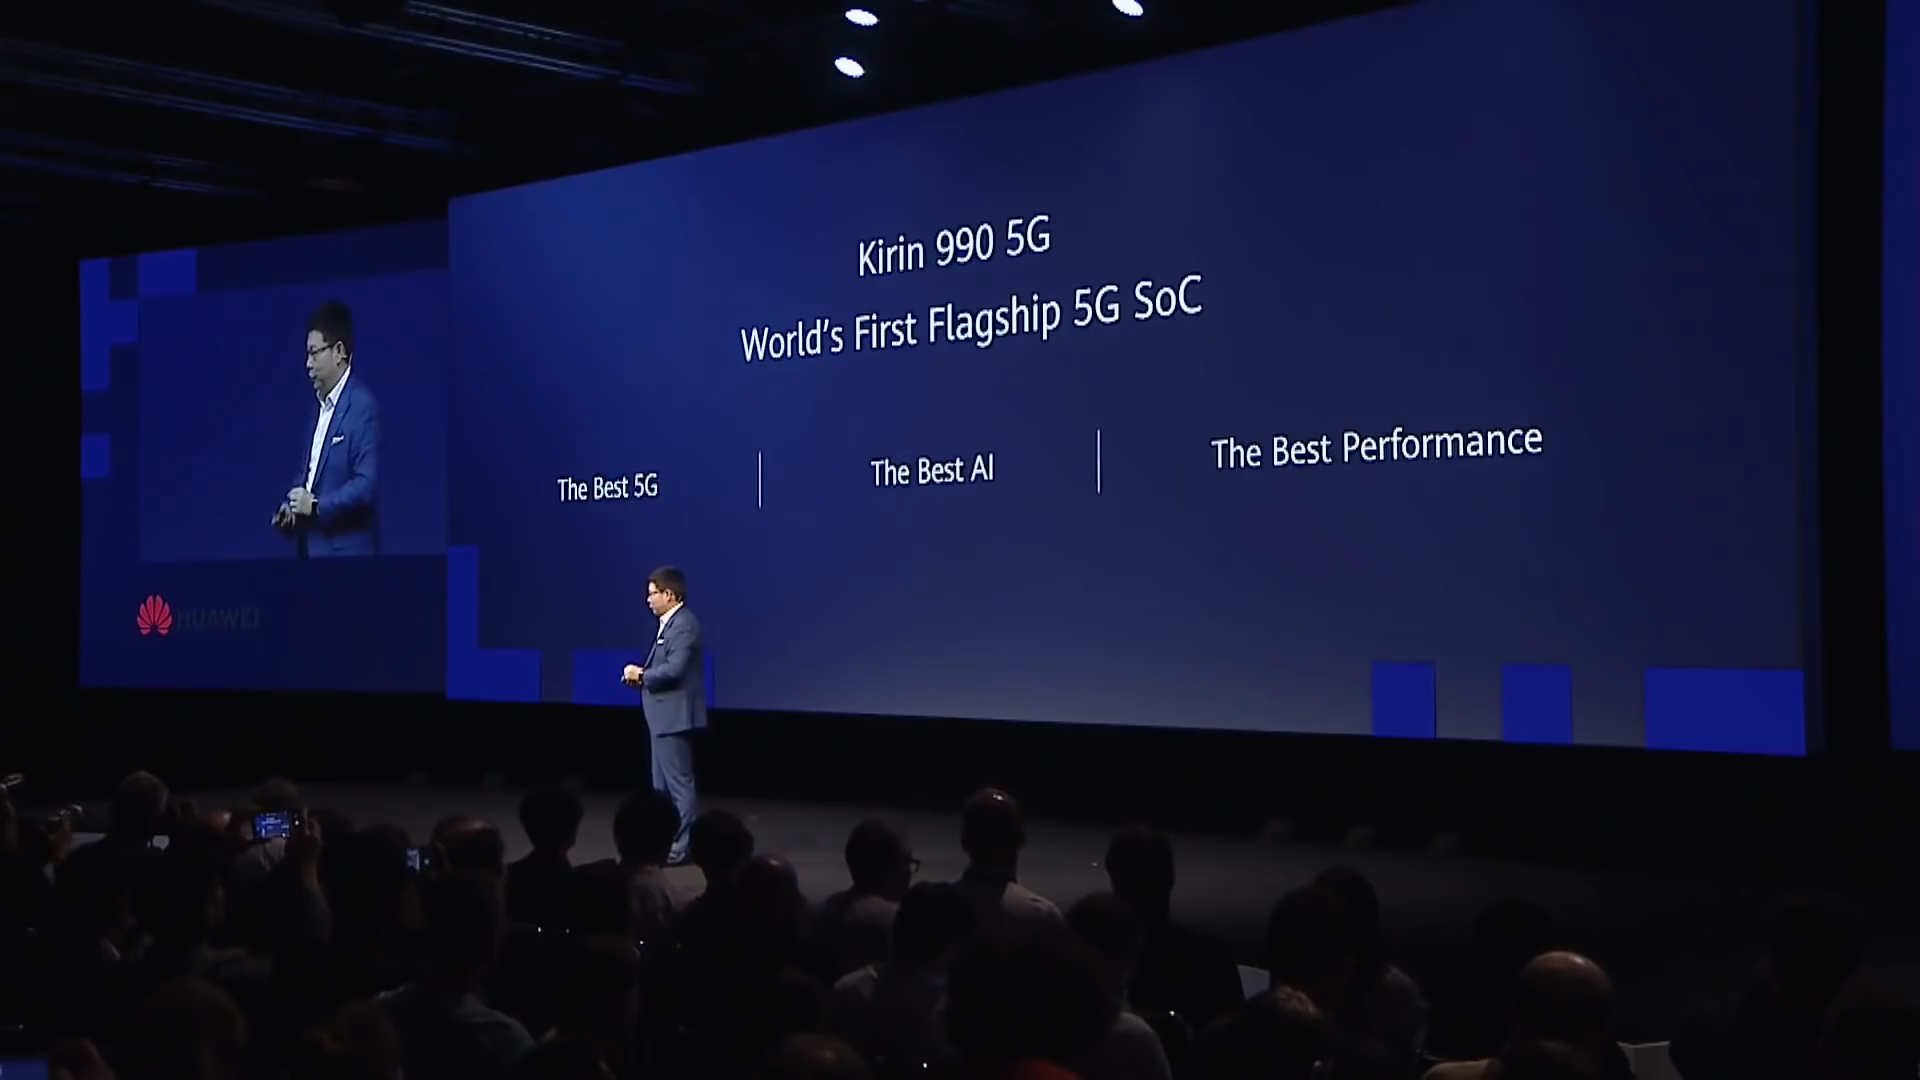 Kirin 990 5G
World's First Flagship 5G SoC
The Best 5G
The Best AI
The Best Performance
HUAWEI